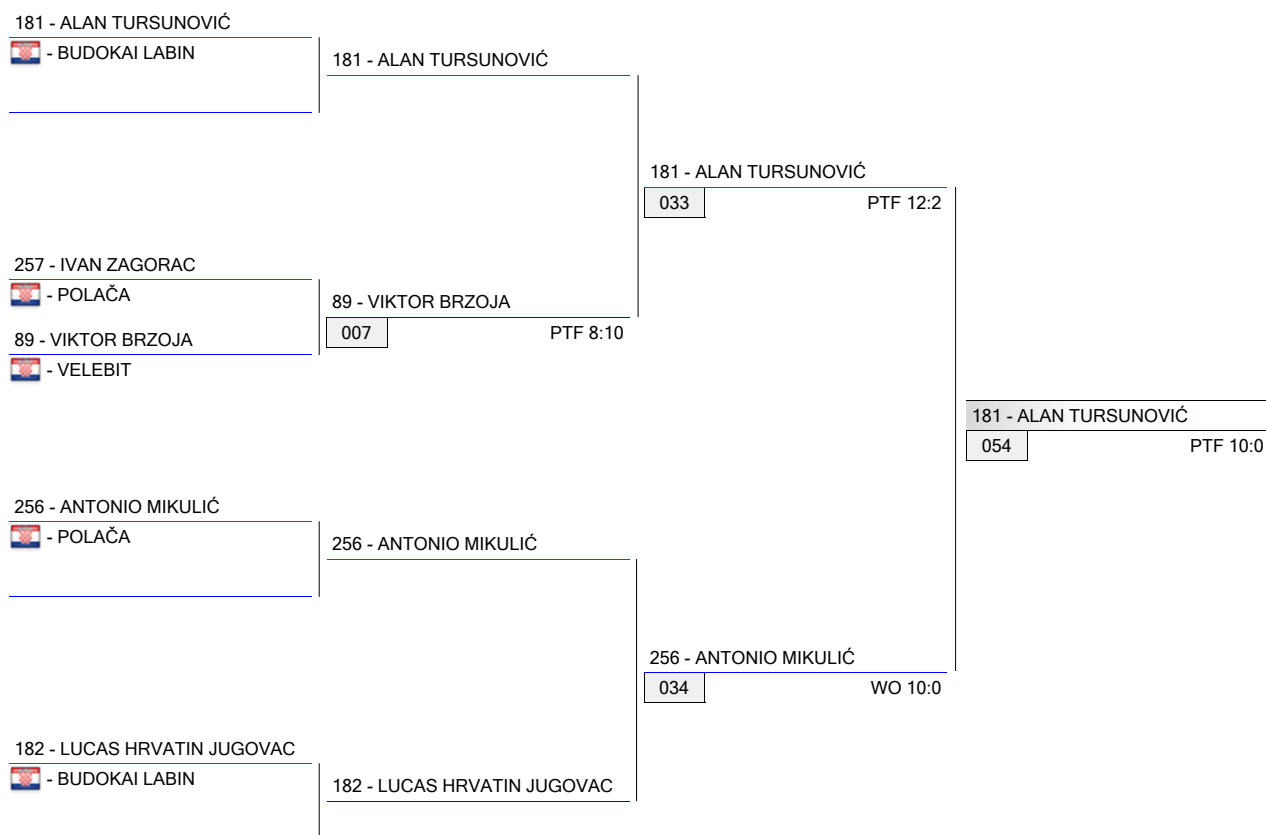 181 - ALAN TURSUNOVIĆ
- BUDOKAI LABIN
181 - ALAN TURSUNOVIĆ
181 - ALAN TURSUNOVIĆ
033 PTF 12:2
257 - IVAN ZAGORAC
- POLAČA
89 - VIKTOR BRZOJA
007 PTF 8:10
89 - VIKTOR BRZOJA
- VELEBIT
181 - ALAN TURSUNOVIĆ
054 PTF 10:0
256 - ANTONIO MIKULIĆ
- POLAČA
256 - ANTONIO MIKULIĆ
256 - ANTONIO MIKULIĆ
034 WO 10:0
182 - LUCAS HRVATIN JUGOVAC
- BUDOKAI LABIN
182 - LUCAS HRVATIN JUGOVAC